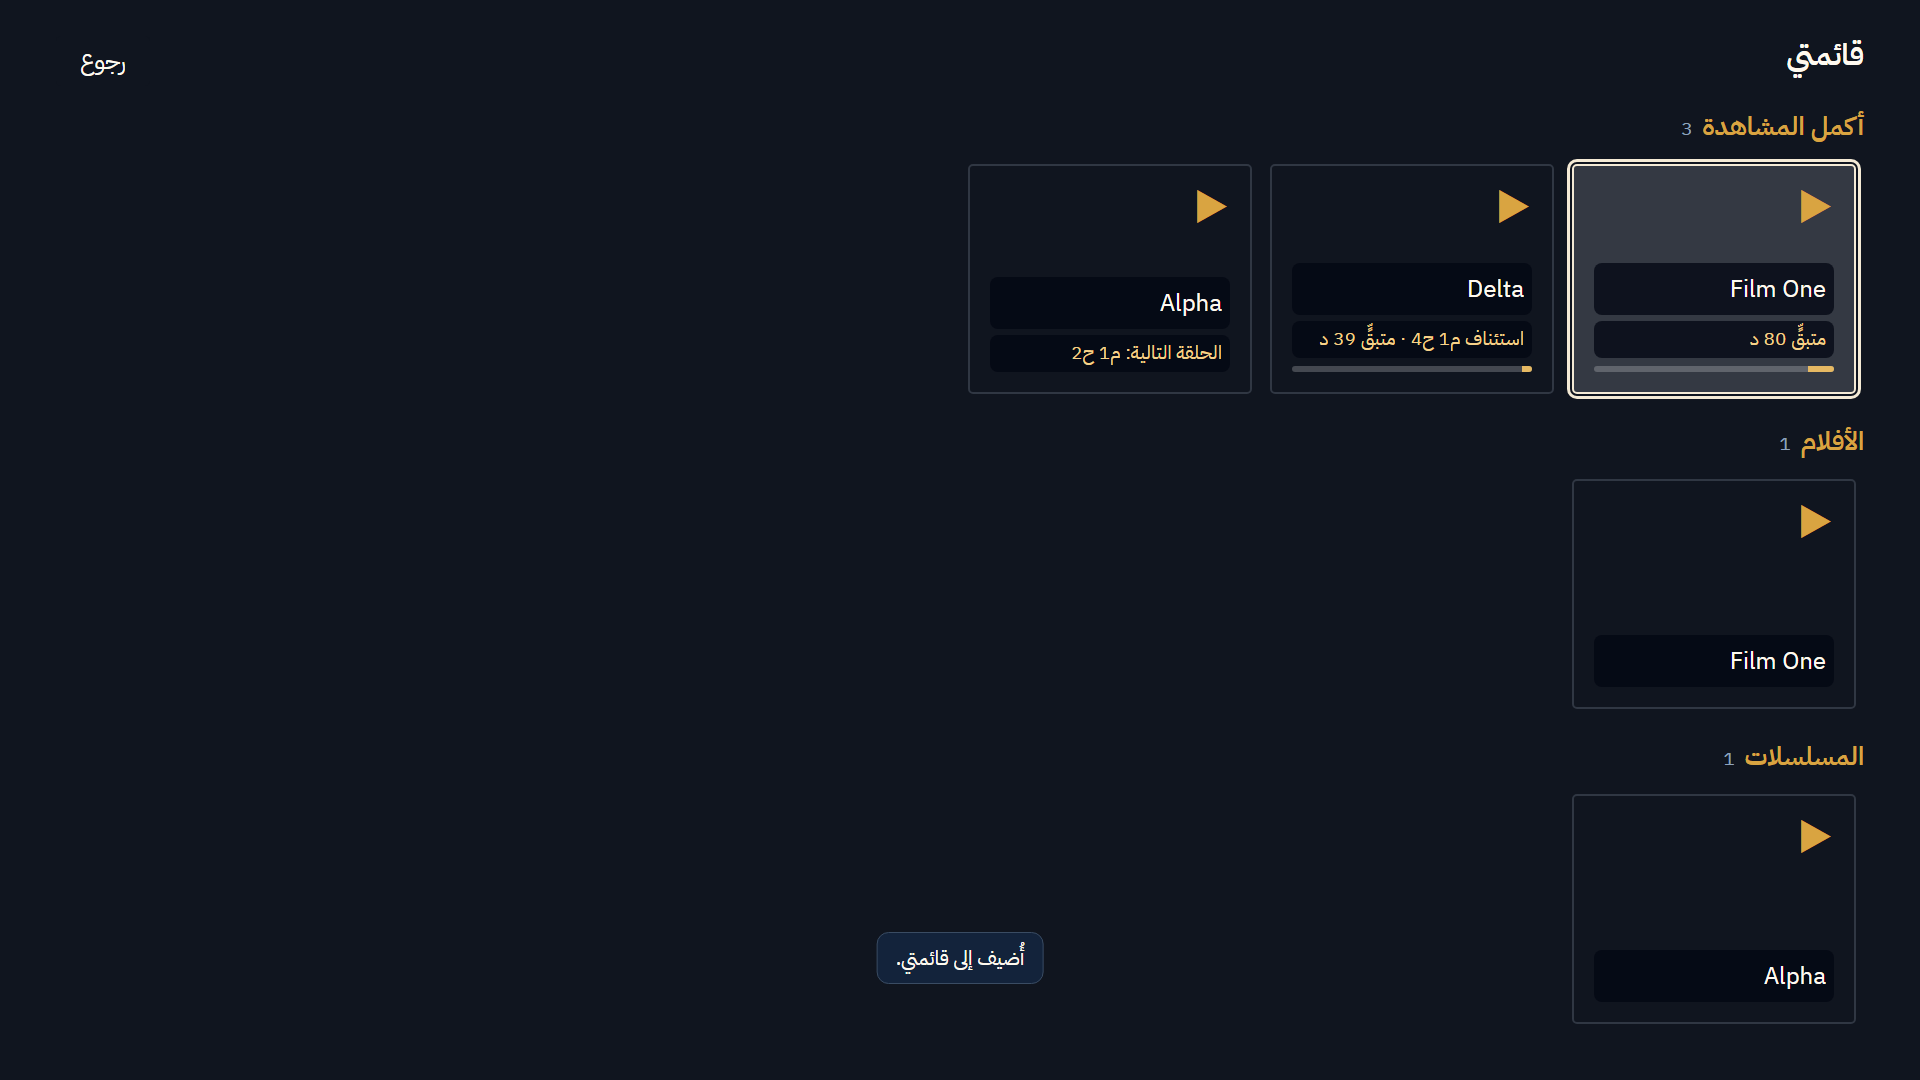 قائمتي
رجوع
أكمل المشاهدة 3
Film One
متبقٍّ 80 د
Delta
استئناف م1 ح4 · متبقٍّ 39 د
Alpha
الحلقة التالية: م1 ح2
الأفلام 1
Film One
المسلسلات 1
Alpha
أُضيف إلى قائمتي.